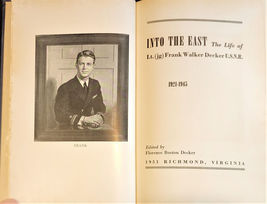 FRANK
INTO THE EAST The Life of
Lt. (jg) Frank Walker Decker U.S.N.R.
1921-1945
Edited by
Florence Boston Decker
1951 RICHMOND, VIRGINIA